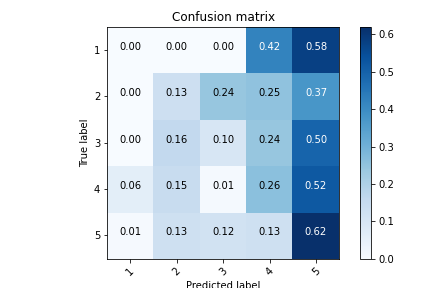 Confusion matrix
1 0.00 0.00 0.00 0.42 0.58
2 0.00 0.13 0.24 0.25 0.37
3 0.00 0.16 0.10 0.24 0.50
4 0.06 0.15 0.01 0.26 0.52
5 0.01 0.13 0.12 0.13 0.62
1 2 3 4 5
True label
Predicted label
0.6
0.5
0.4
0.3
0.2
0.1
0.0